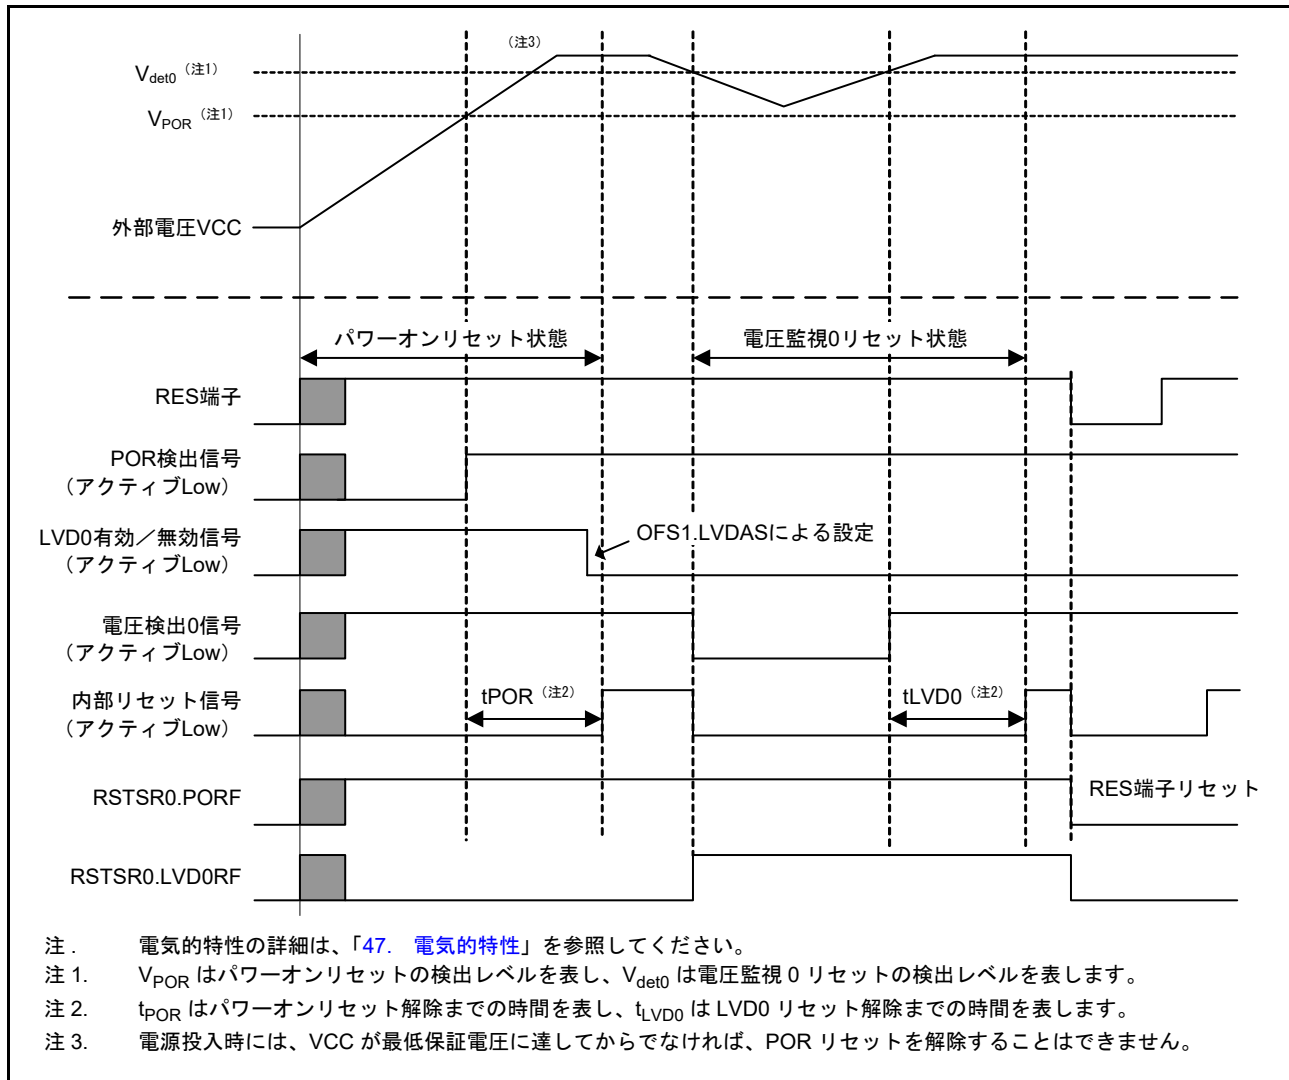 (注3)
Vdet0 (注1)
VPOR (注1)
外部電圧VCC
パワーオンリセット状態
電圧監視0リセット状態
RES端子
POR検出信号
(アクティブLow)
LVD0有効／無効信号
(アクティブLow)
OFS1.LVDASによる設定
電圧検出0信号
(アクティブLow)
内部リセット信号
(アクティブLow)
tPOR (注2)
tLVD0 (注2)
RSTSR0.PORF
RES端子リセット
RSTSR0.LVD0RF
注. 電気的特性の詳細は、「47. 電気的特性」を参照してください。
注1. VPOR はパワーオンリセットの検出レベルを表し、Vdet0 は電圧監視 0 リセットの検出レベルを表します。
注2. tPOR はパワーオンリセット解除までの時間を表し、tLVD0 は LVD0 リセット解除までの時間を表します。
注3. 電源投入時には、VCC が最低保証電圧に達してからでなければ、POR リセットを解除することはできません。